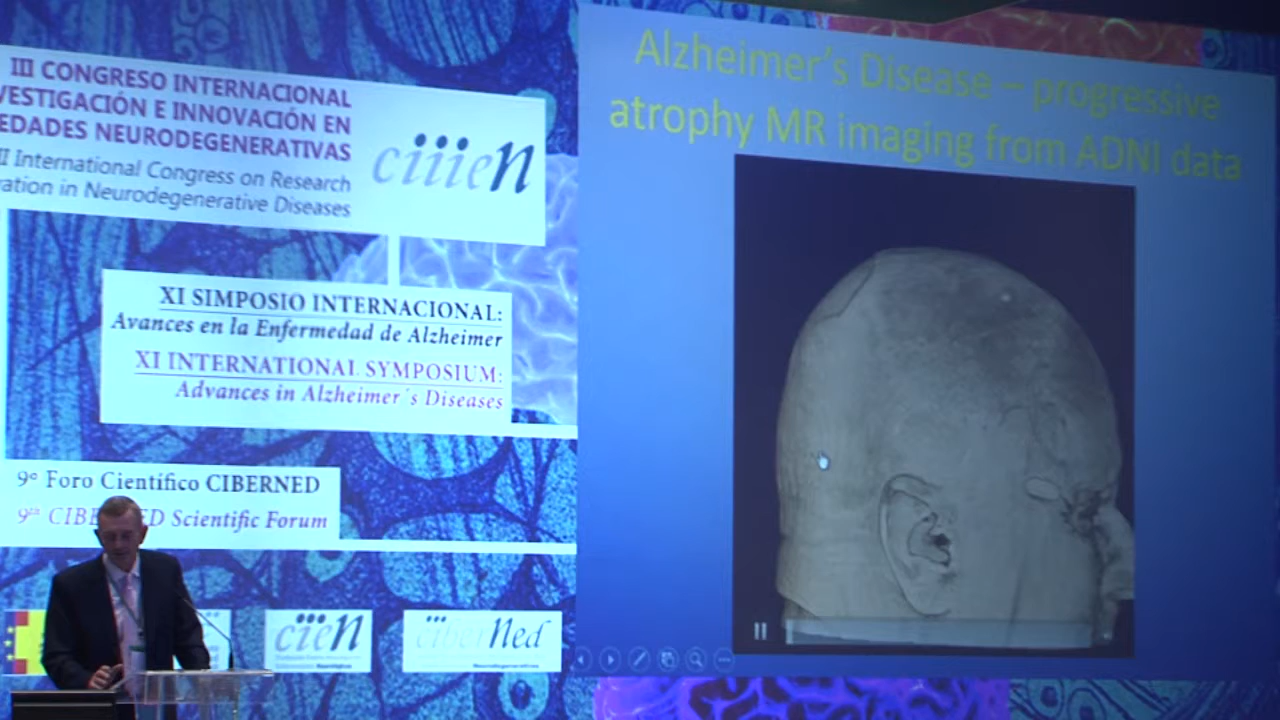 III CONGRESO INTERNACIONAL
VESTIGACIÓN E INNOVACIÓN EN
EDADES NEURODEGENERATIVAS
II International Congress on Research
ation in Neurodegenerative Diseases
ciiien
XI SIMPOSIO INTERNACIONAL:
Avances en la Enfermedad de Alzheimer
XI INTERNATIONAL SYMPOSIUM:
Advances in Alzheimer´s Diseases
9º Foro Científico CIBERNED
9th CIBE ED Scientific Forum
ciien
ciberned
Alzheimer's Disease – progressive
atrophy MR imaging from ADNI data